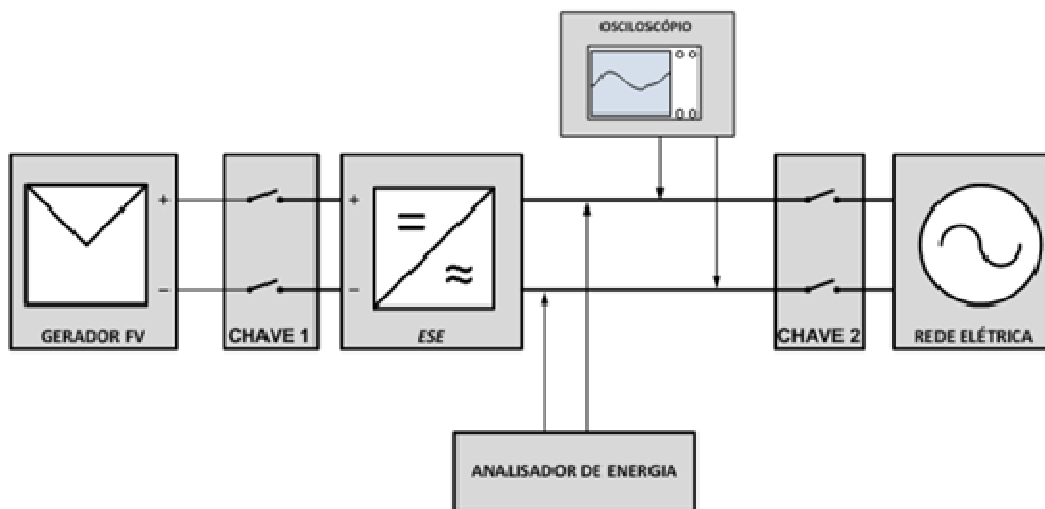 OSCILOSCÓPIO
+
+
−
−
GERADOR FV
CHAVE 1
ESE
CHAVE 2
REDE ELÉTRICA
ANALISADOR DE ENERGIA